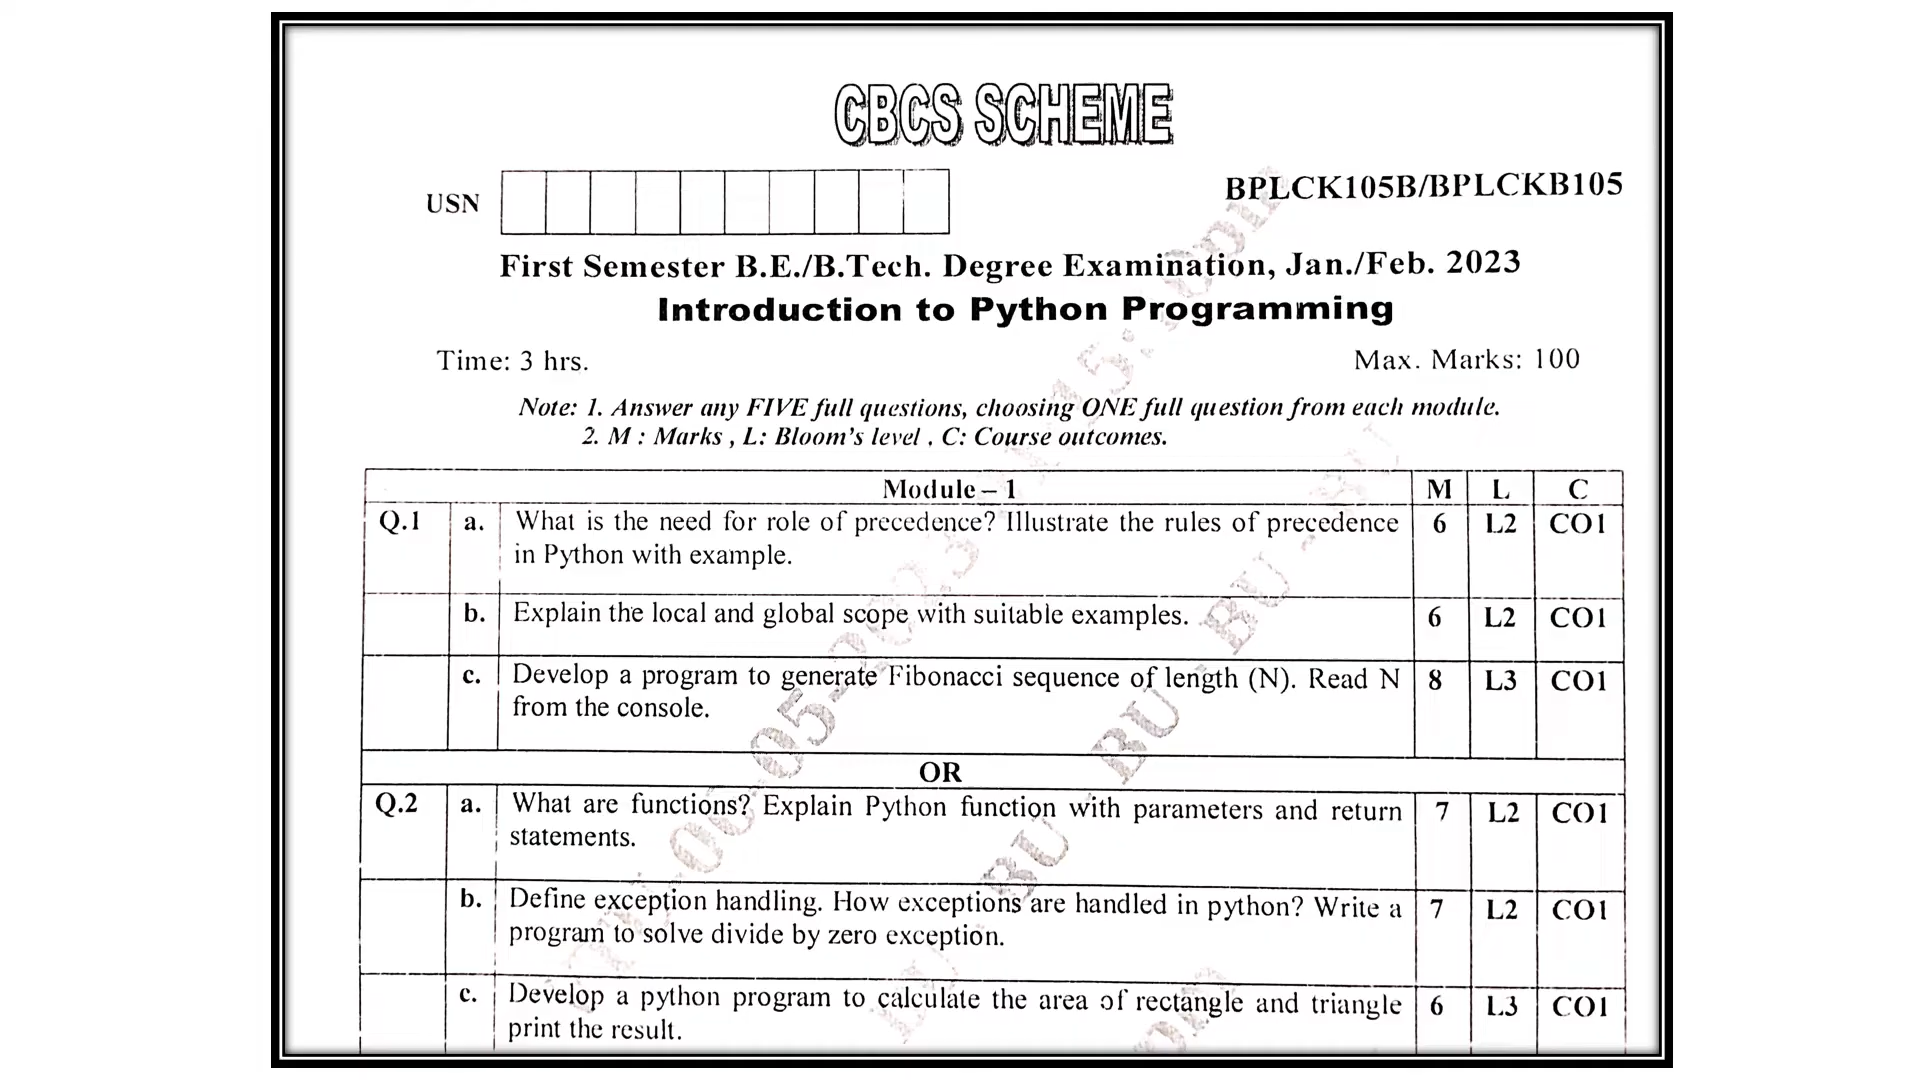 CBCS SCHEME
USN
BPLCK105B/BPLCKB105
First Semester B.E./B.Tech. Degree Examination, Jan./Feb. 2023
Introduction to Python Programming
Time: 3 hrs.
Max. Marks: 100
Note: 1. Answer any FIVE full questions, choosing ONE full question from each module.
2. M : Marks , L: Bloom's level , C: Course outcomes.
Module – 1 M L C
Q.1 a. What is the need for role of precedence? Illustrate the rules of precedence 6 L2 CO1
in Python with example.
b. Explain the local and global scope with suitable examples. 6 L2 CO1
c. Develop a program to generate Fibonacci sequence of length (N). Read N 8 L3 CO1
from the console.
OR
Q.2 a. What are functions? Explain Python function with parameters and return 7 L2 CO1
statements.
b. Define exception handling. How exceptions are handled in python? Write a 7 L2 CO1
program to solve divide by zero exception.
c. Develop a python program to calculate the area of rectangle and triangle 6 L3 CO1
print the result.